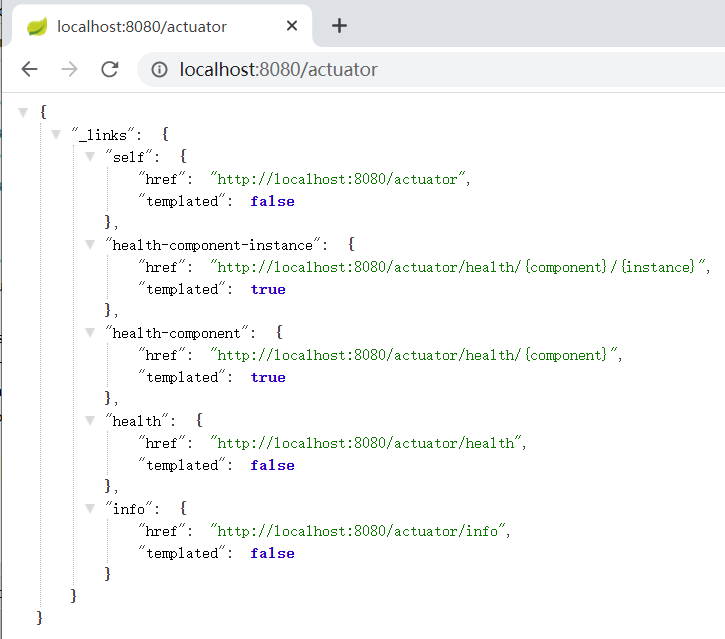 localhost:8080/actuator
localhost:8080/actuator
{
"_links": {
"self": {
"href": "http://localhost:8080/actuator",
"templated": false
},
"health-component-instance": {
"href": "http://localhost:8080/actuator/health/{component}/{instance}",
"templated": true
},
"health-component": {
"href": "http://localhost:8080/actuator/health/{component}",
"templated": true
},
"health": {
"href": "http://localhost:8080/actuator/health",
"templated": false
},
"info": {
"href": "http://localhost:8080/actuator/info",
"templated": false
}
}
}